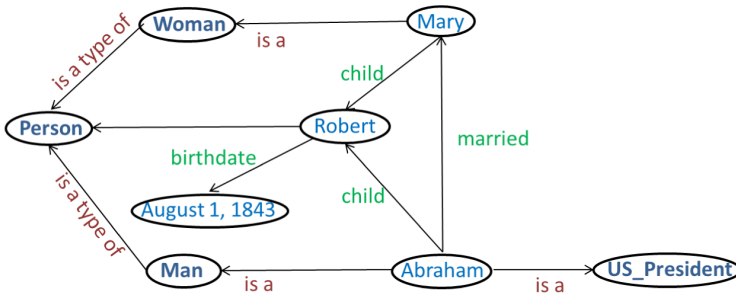 Woman
Mary
is a
is a type of
child
Person
Robert
birthdate
married
August 1, 1843
child
is a type of
Man
is a
Abraham
is a
US_President